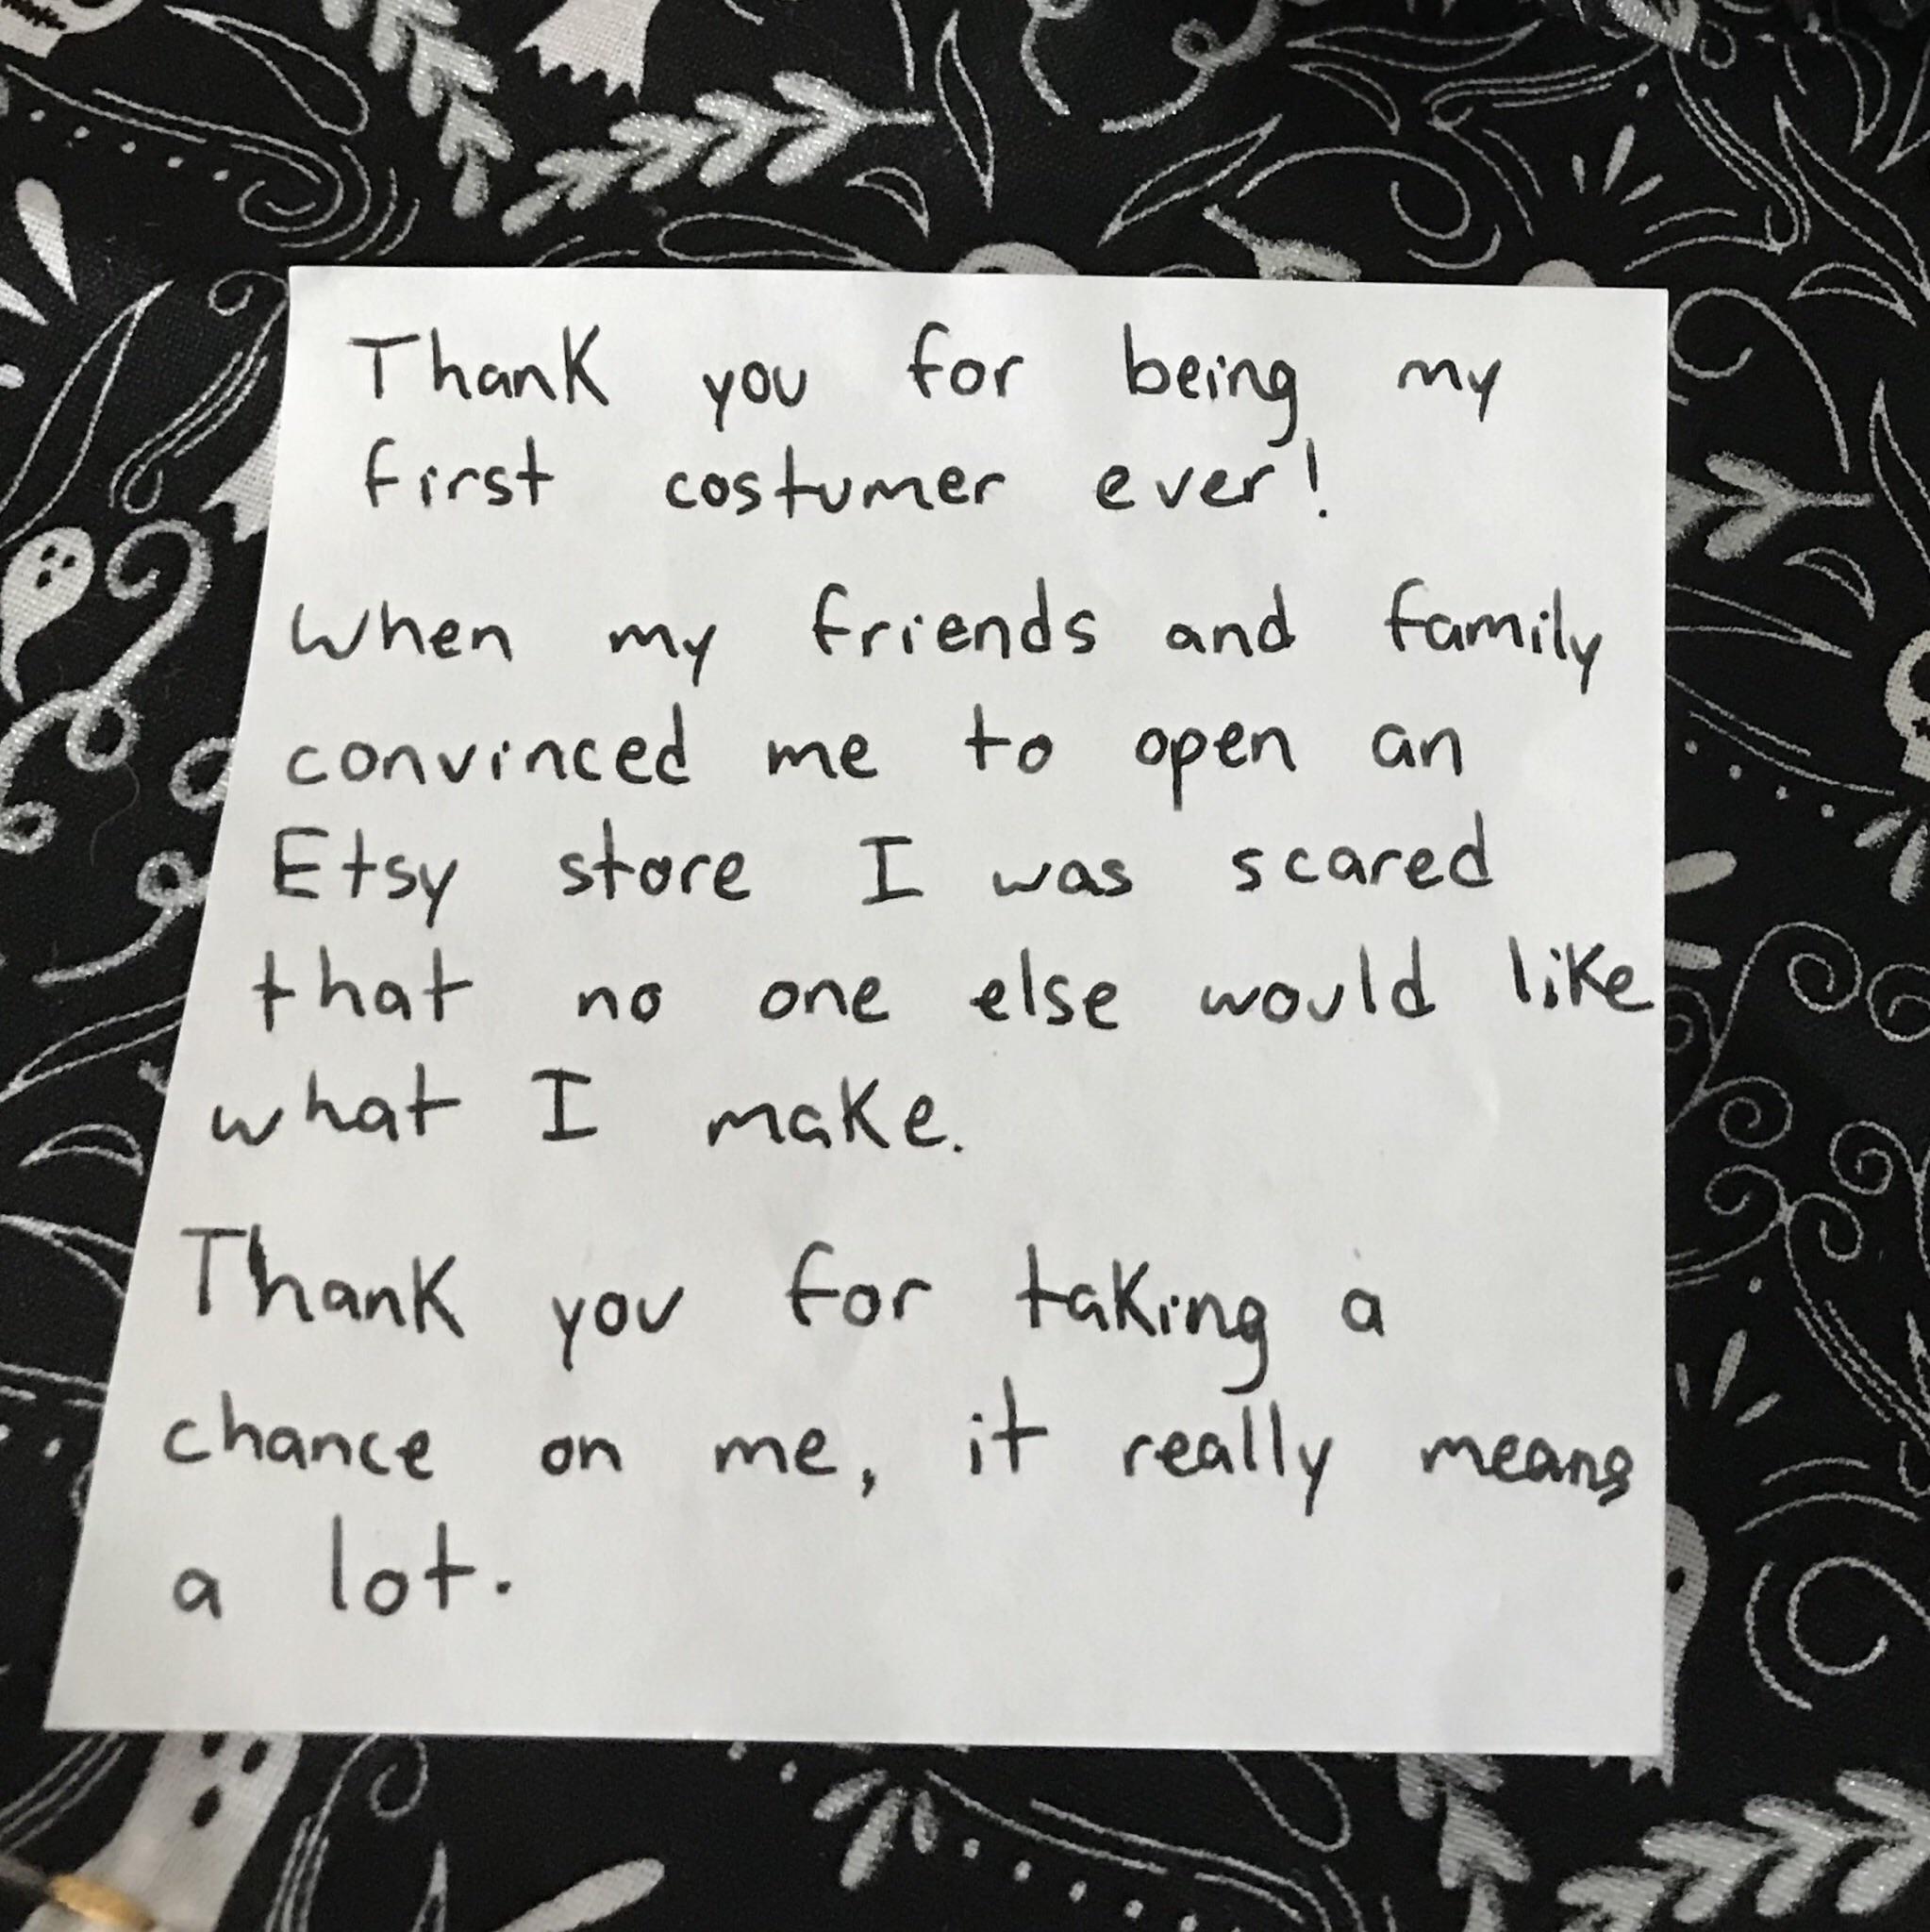 Thank you for being my
first costumer ever!
When my friends and family
convinced me to open an
Etsy store I was scared
that no one else would like
what I make.
Thank you for taking a
chance on me, it really means
a lot.